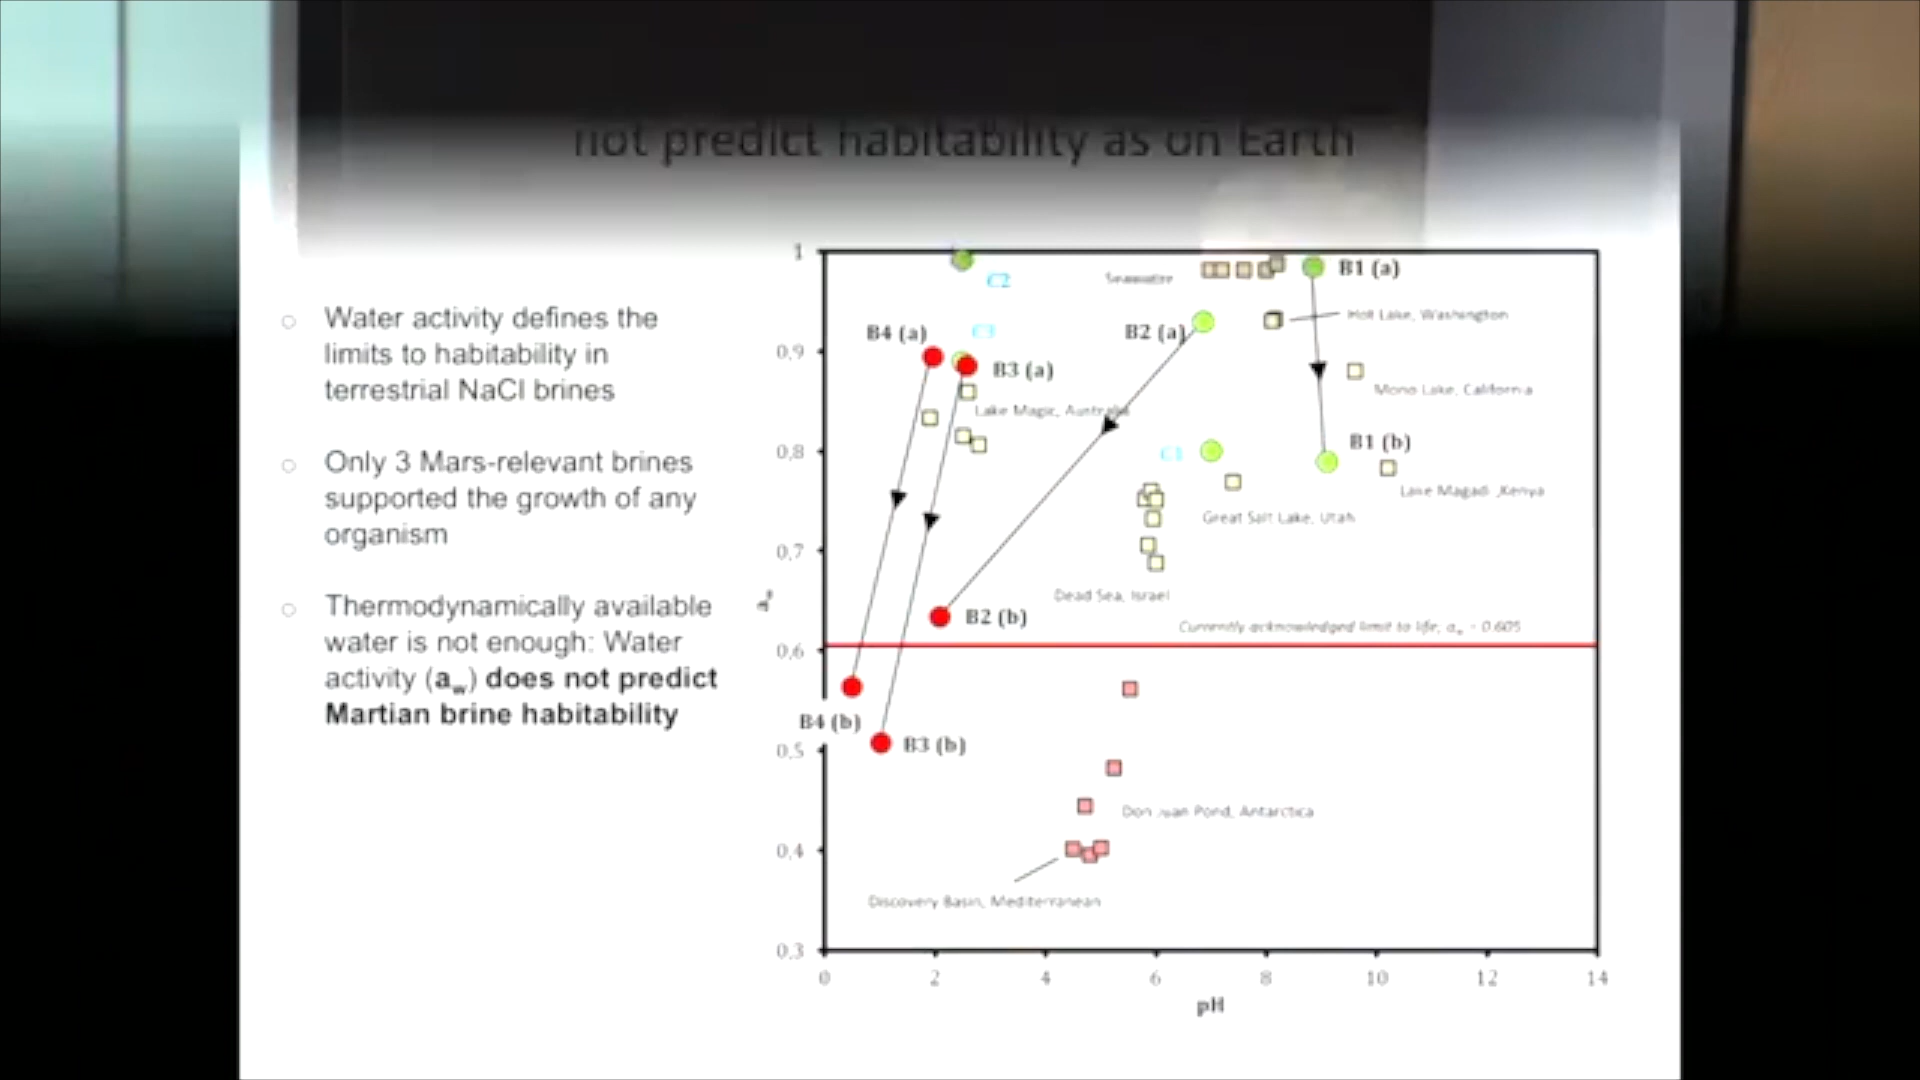 not predict habitability as on Earth
Water activity defines the
limits to habitability in
terrestrial NaCl brines
Only 3 Mars-relevant brines
supported the growth of any
organism
Thermodynamically available
water is not enough: Water
activity (aw) does not predict
Martian brine habitability
1
0,9
0,8
0,7
0,6
0,5
0,4
0,3
aw
0 2 4 6 8 10 12 14
pH
C2
Seawater
B1 (a)
B4 (a)
B2 (a)
Hot Lake, Washington
B3 (a)
Mono Lake, California
Lake Magic, Australia
B1 (b)
Lake Magadi, Kenya
Great Salt Lake, Utah
Dead Sea, Israel
B2 (b)
Currently acknowledged limit to life, aw = 0.605
B4 (b)
B3 (b)
Don Juan Pond, Antarctica
Discovery Basin, Mediterranean